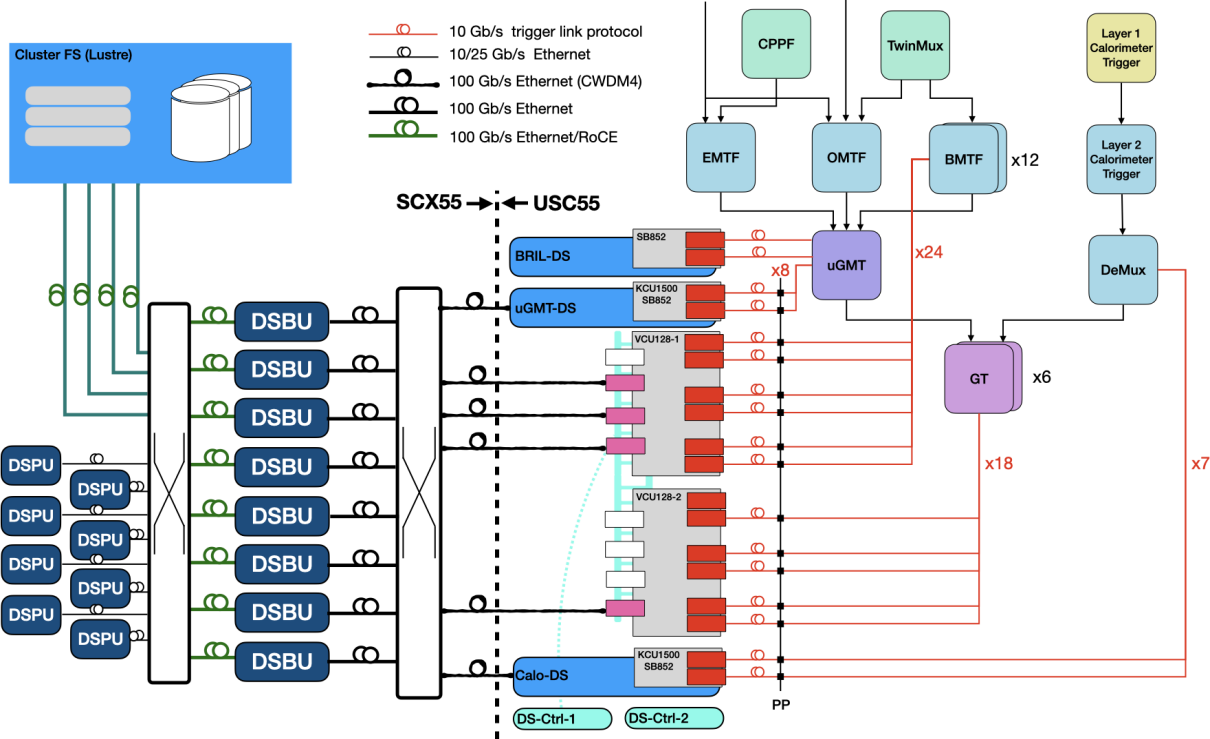 10 Gb/s trigger link protocol
10/25 Gb/s Ethernet
100 Gb/s Ethernet (CWDM4)
100 Gb/s Ethernet
100 Gb/s Ethernet/RoCE
Cluster FS (Lustre)
CPPF
TwinMux
Layer 1
Calorimeter
Trigger
EMTF
OMTF
BMTF
x12
Layer 2
Calorimeter
Trigger
SCX55
USC55
BRIL-DS
SB852
uGMT
x24
DeMux
x8
uGMT-DS
KCU1500
SB852
VCU128-1
GT
x6
x18
x7
VCU128-2
Calo-DS
KCU1500
SB852
PP
DS-Ctrl-1
DS-Ctrl-2
DSBU
DSBU
DSBU
DSBU
DSBU
DSBU
DSBU
DSBU
DSPU
DSPU
DSPU
DSPU
DSPU
DSPU
DSPU
DSPU